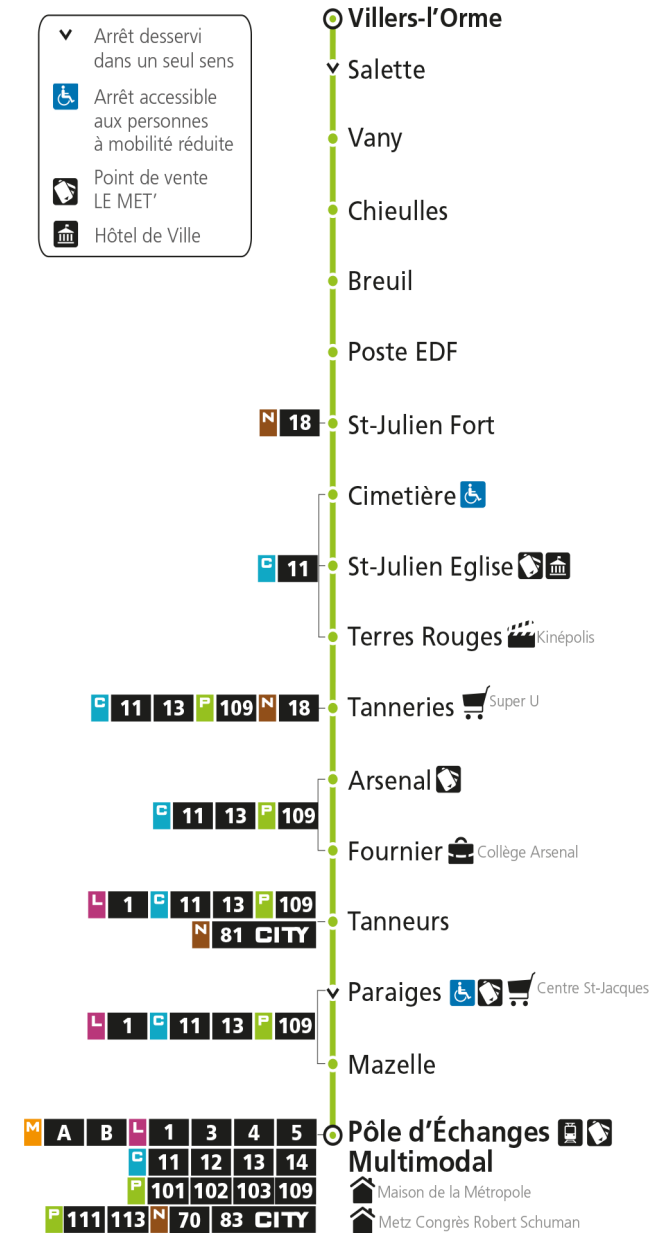 Villers-l'Orme
Arrêt desservi
dans un seul sens
Arrêt accessible
aux personnes
à mobilité réduite
Point de vente
LE MET'
Hôtel de Ville
Salette
Vany
Chieulles
Breuil
Poste EDF
N 18 St-Julien Fort
Cimetière
C 11 St-Julien Eglise
Terres Rouges Kinépolis
C 11 13 P 109 N 18 Tanneries Super U
Arsenal
C 11 13 P 109
Fournier Collège Arsenal
L 1 C 11 13 P 109
N 81 CITY
Tanneurs
Paraiges Centre St-Jacques
L 1 C 11 13 P 109
Mazelle
M A B L 1 3 4 5 Pôle d'Échanges
C 11 12 13 14 Multimodal
P 101 102 103 109 Maison de la Métropole
P 111 113 N 70 83 CITY Metz Congrès Robert Schuman